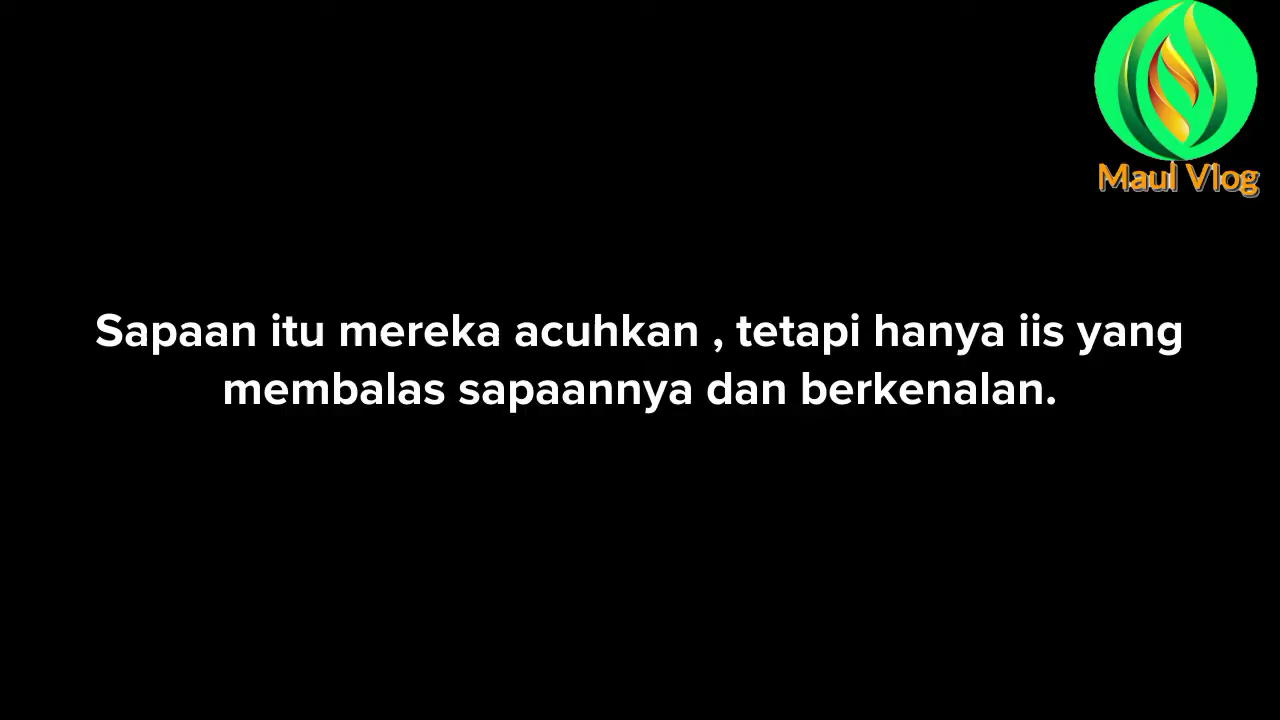 Maul Vlog
Sapaan itu mereka acuhkan , tetapi hanya iis yang
membalas sapaannya dan berkenalan.